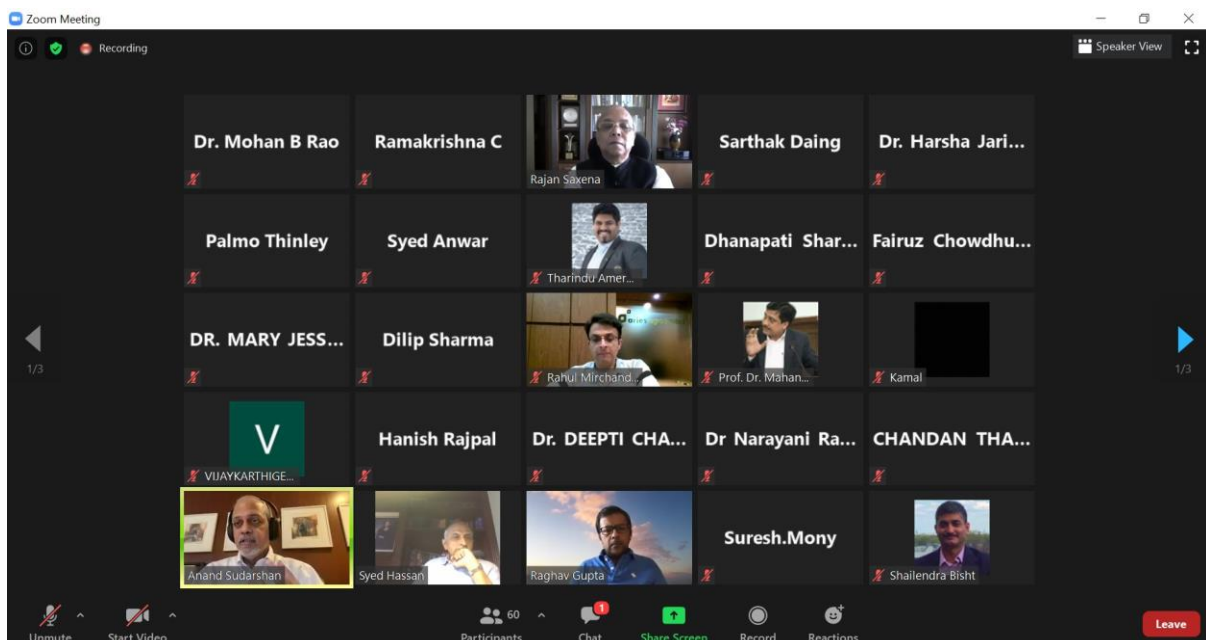 Zoom Meeting
Recording
Speaker View
Dr. Mohan B Rao
Ramakrishna C
Rajan Saxena
Sarthak Daing
Dr. Harsha Jari...
Palmo Thinley
Syed Anwar
Tharindu Amer...
Dhanapati Shar...
Fairuz Chowdhu...
DR. MARY JESS...
Dilip Sharma
Rahul Mirchand...
Prof. Dr. Mahan...
Kamal
1/3
1/3
V
VIJAYKARTHIGE...
Hanish Rajpal
Dr. DEEPTI CHA...
Dr Narayani Ra...
CHANDAN THA...
Anand Sudarshan
Syed Hassan
Raghav Gupta
Suresh.Mony
Shailendra Bisht
Unmute
Start Video
60
Participants
1
Chat
Share Screen
Record
Reactions
Leave